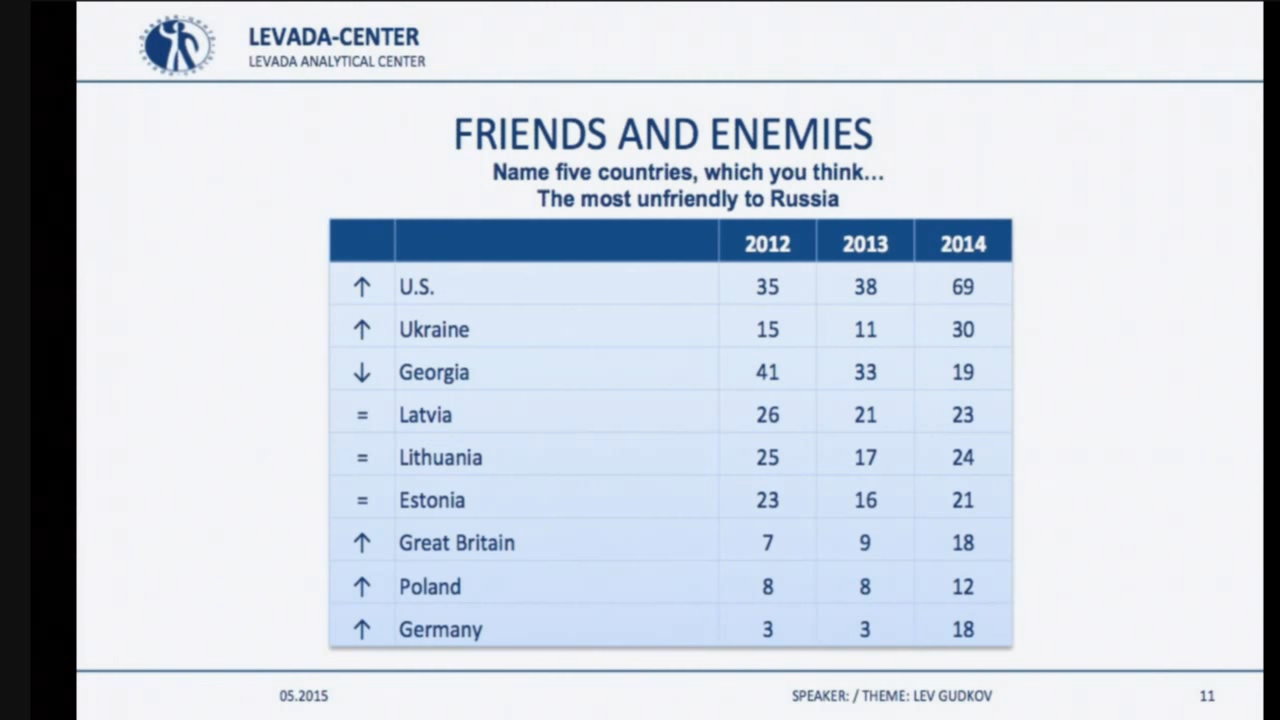 LEVADA-CENTER
LEVADA ANALYTICAL CENTER
FRIENDS AND ENEMIES
Name five countries, which you think...
The most unfriendly to Russia
2012 2013 2014
↑ U.S. 35 38 69
↑ Ukraine 15 11 30
↓ Georgia 41 33 19
= Latvia 26 21 23
= Lithuania 25 17 24
= Estonia 23 16 21
↑ Great Britain 7 9 18
↑ Poland 8 8 12
↑ Germany 3 3 18
05.2015 SPEAKER: / THEME: LEV GUDKOV 11